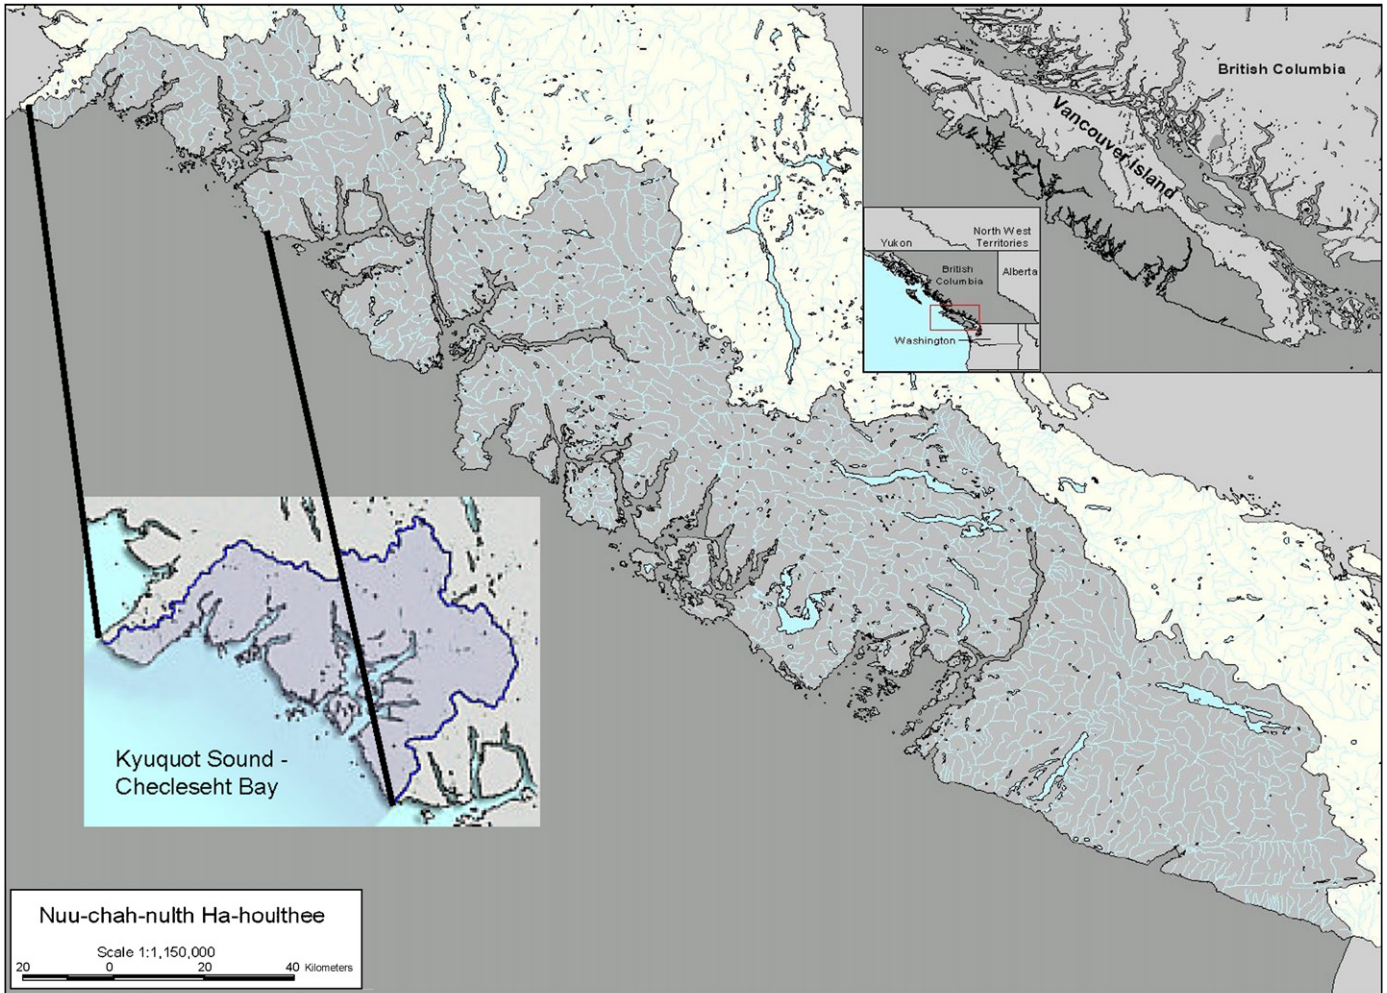 British Columbia
Vancouver Island
Yukon
North West
Territories
British
Columbia
Alberta
Washington
Kyuquot Sound -
Checleseht Bay
Nuu-chah-nulth Ha-houlthee
Scale 1:1,150,000
20 0 20 40 Kilometers